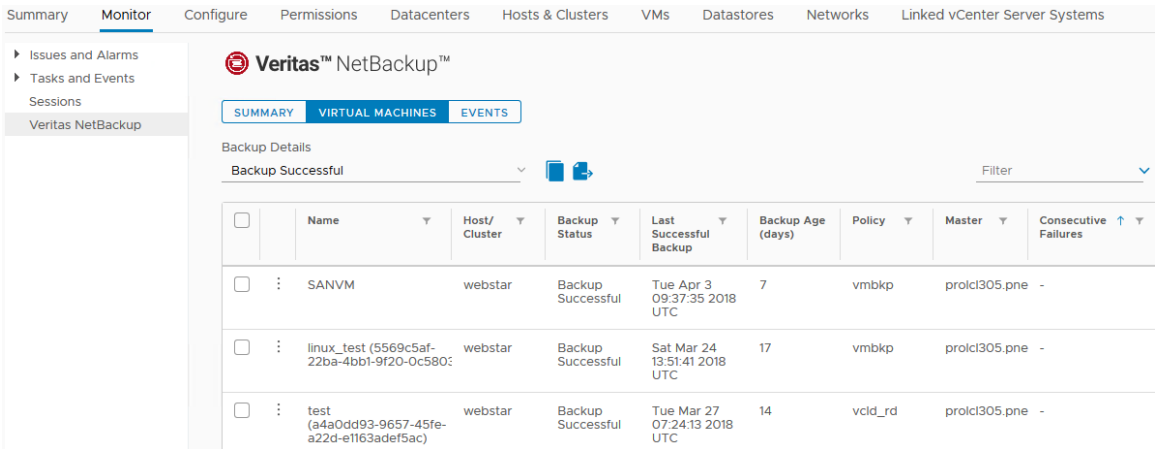 Summary Monitor Configure Permissions Datacenters Hosts & Clusters VMs Datastores Networks Linked vCenter Server Systems
Issues and Alarms
Tasks and Events
Sessions
Veritas NetBackup
Veritas™ NetBackup™
SUMMARY VIRTUAL MACHINES EVENTS
Backup Details
Backup Successful
Filter
Name Host/ Backup Last Backup Age Policy Master Consecutive
Cluster Status Successful (days) Failures
Backup
SANVM webstar Backup Tue Apr 3 7 vmbkp prolcl305.pne -
Successful 09:37:35 2018
UTC
linux_test (5569c5af- webstar Backup Sat Mar 24 17 vmbkp prolcl305.pne -
22ba-4bb1-9f20-0c5803 Successful 13:51:41 2018
UTC
test webstar Backup Tue Mar 27 14 vcld_rd prolcl305.pne -
(a4a0dd93-9657-45fe- Successful 07:24:13 2018
a22d-e1163adef5ac) UTC